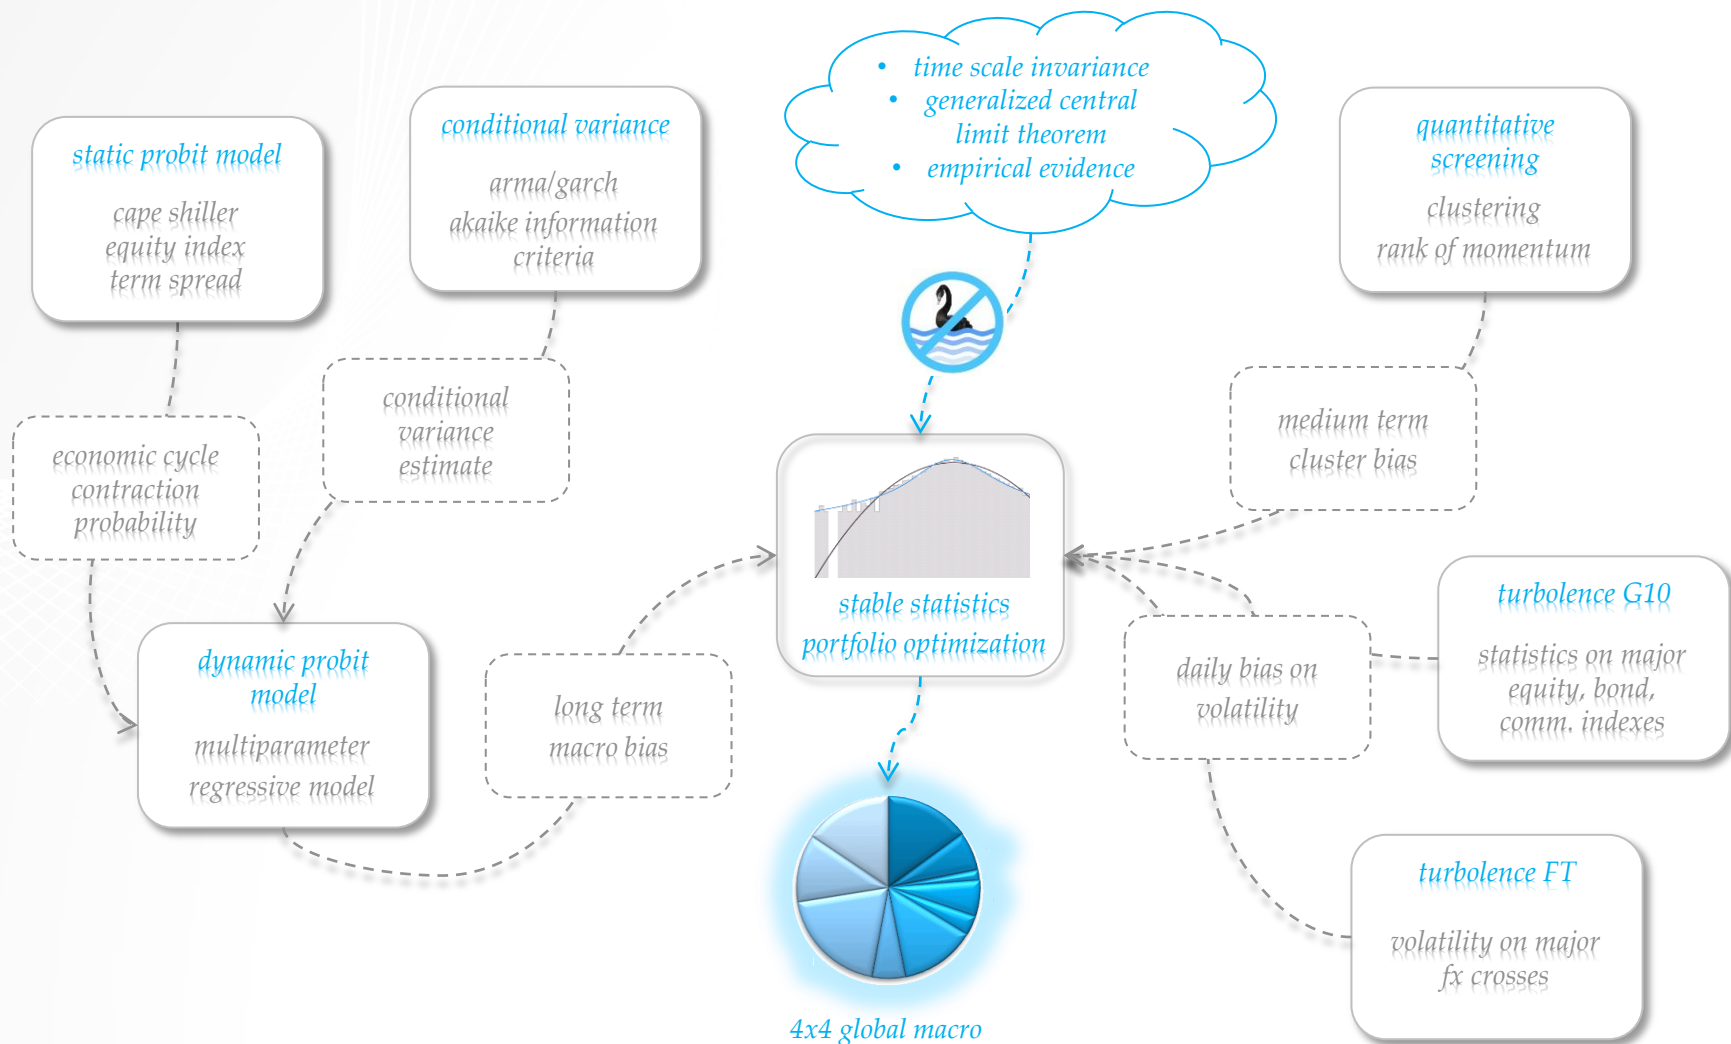 • time scale invariance
• generalized central
limit theorem
• empirical evidence
static probit model
cape shiller
equity index
term spread
conditional variance
arma/garch
akaike information
criteria
quantitative
screening
clustering
rank of momentum
economic cycle
contraction
probability
conditional
variance
estimate
medium term
cluster bias
stable statistics
portfolio optimization
dynamic probit
model
multiparameter
regressive model
long term
macro bias
daily bias on
volatility
turbolence G10
statistics on major
equity, bond,
comm. indexes
turbolence FT
volatility on major
fx crosses
4x4 global macro